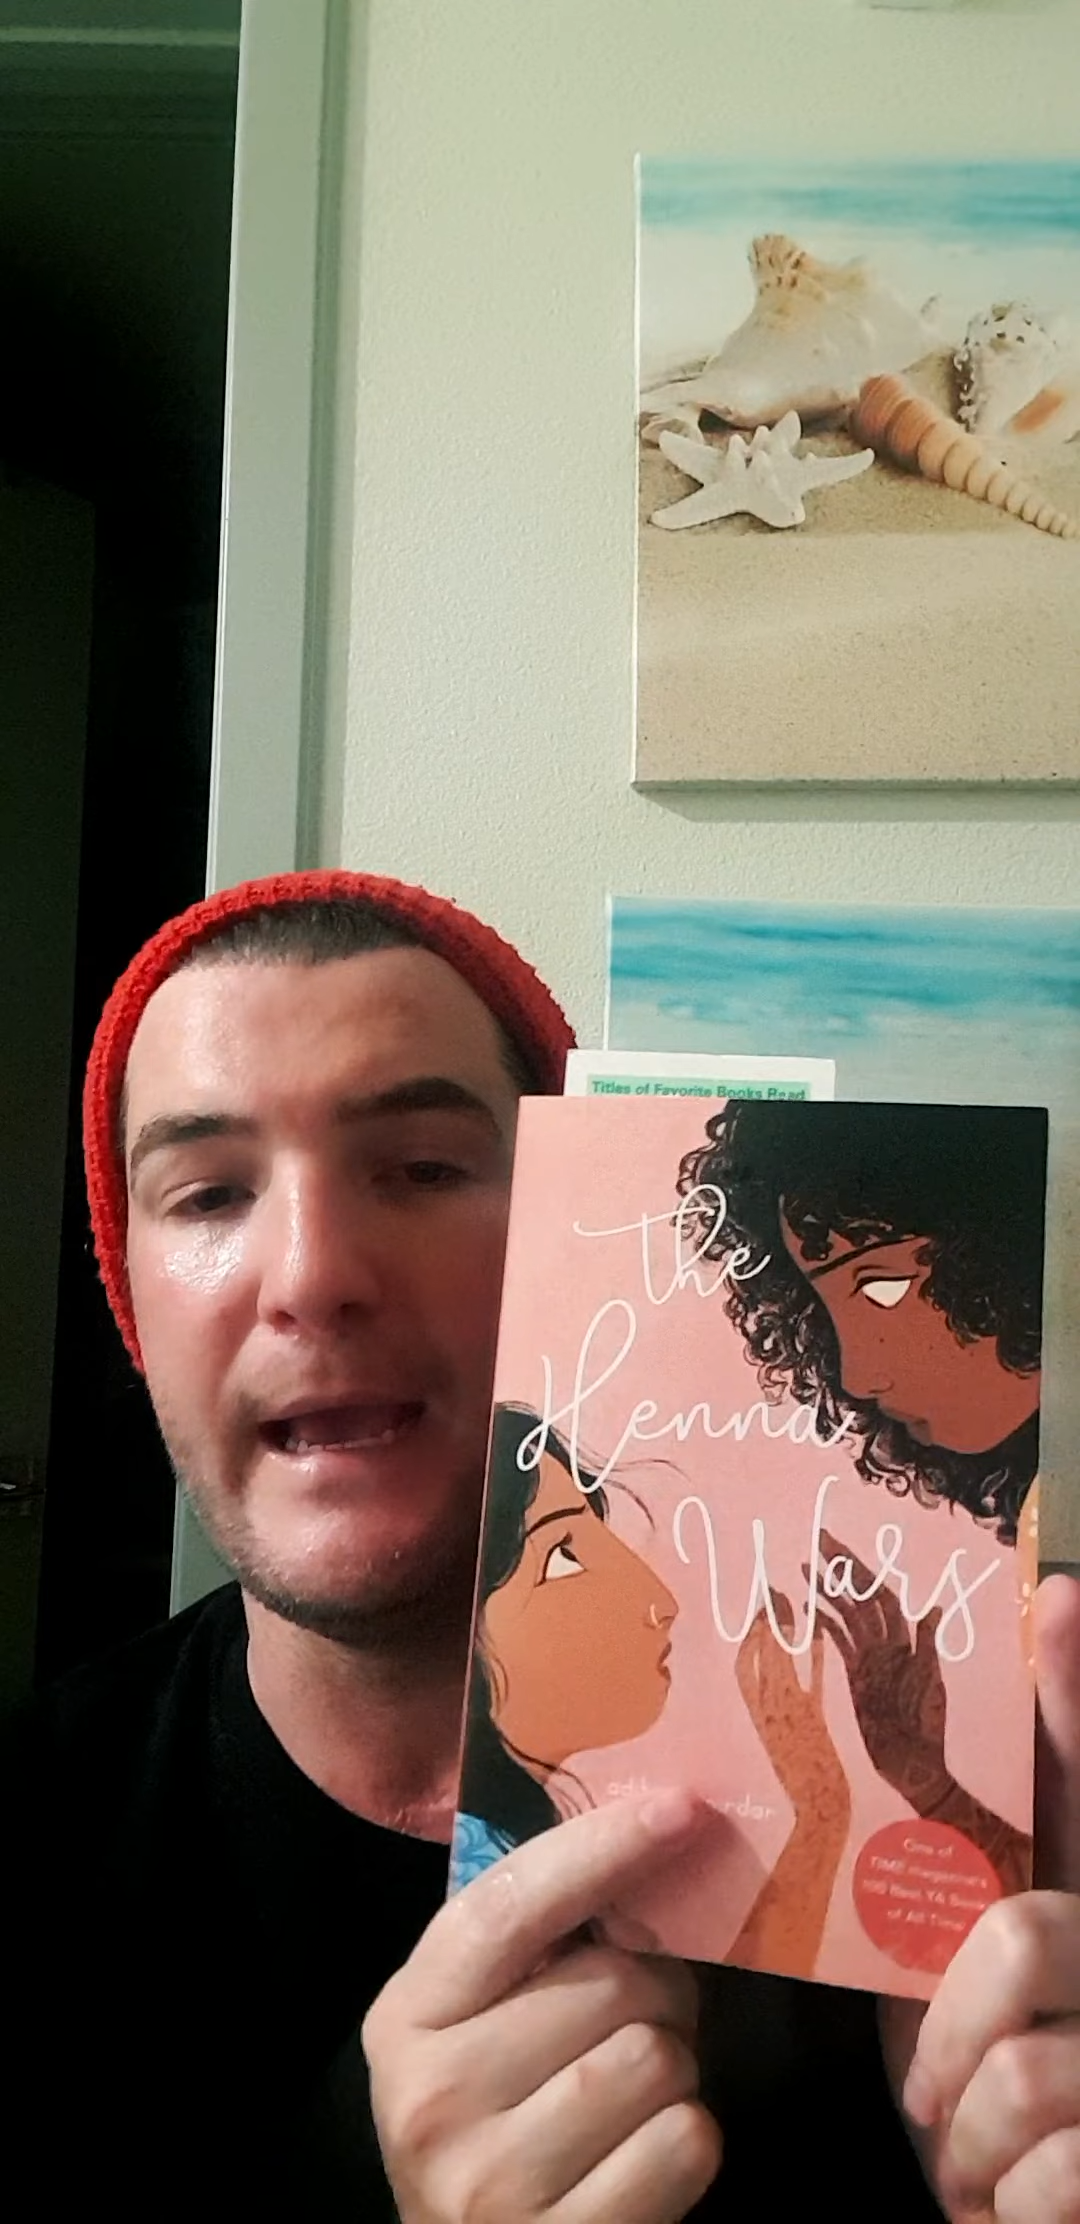 Titles of Favorite Books Read
the
Henna
Wars
One of
TIME magazine's
100 Best YA Books
of All Time